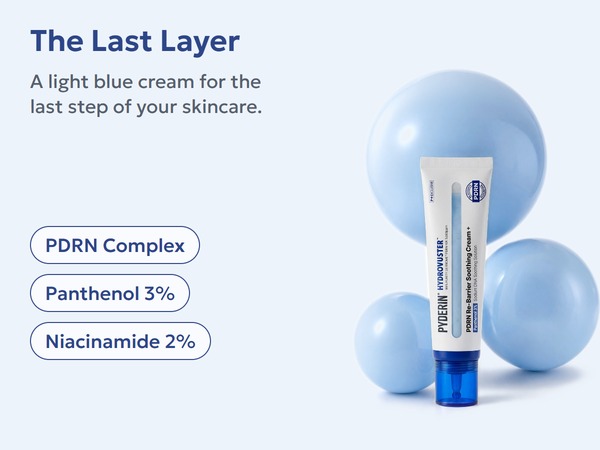 The Last Layer
A light blue cream for the
last step of your skincare.
PDRN Complex
Panthenol 3%
Niacinamide 2%
PDRN
PYDERIN HYDROVUSTER
PDRN Re-Barrier Soothing Cream+